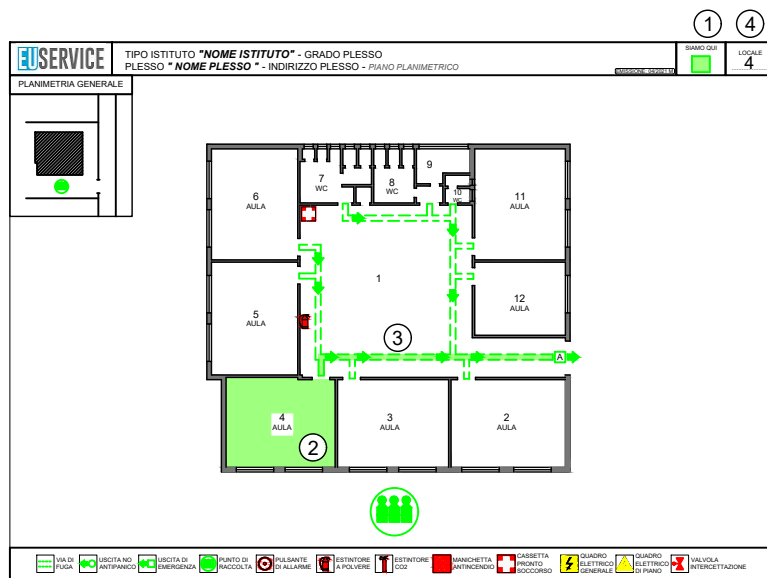 1 4
EUSERVICE
TIPO ISTITUTO "NOME ISTITUTO" - GRADO PLESSO
PLESSO " NOME PLESSO " - INDIRIZZO PLESSO - PIANO PLANIMETRICO
EMISSIONE: 04/2021 M
SIAMO QUI
LOCALE
4
PLANIMETRIA GENERALE
6
AULA
7
WC
8
WC
9
10
WC
11
AULA
5
AULA
1
12
AULA
3
A
4
AULA
2
3
AULA
2
AULA
VIA DI
FUGA
USCITA NO
ANTIPANICO
USCITA DI
EMERGENZA
PUNTO DI
RACCOLTA
PULSANTE
DI ALLARME
ESTINTORE
A POLVERE
ESTINTORE
CO2
MANICHETTA
ANTINCENDIO
CASSETTA
PRONTO
SOCCORSO
QUADRO
ELETTRICO
GENERALE
QUADRO
ELETTRICO
DI PIANO
VALVOLA
INTERCETTAZIONE